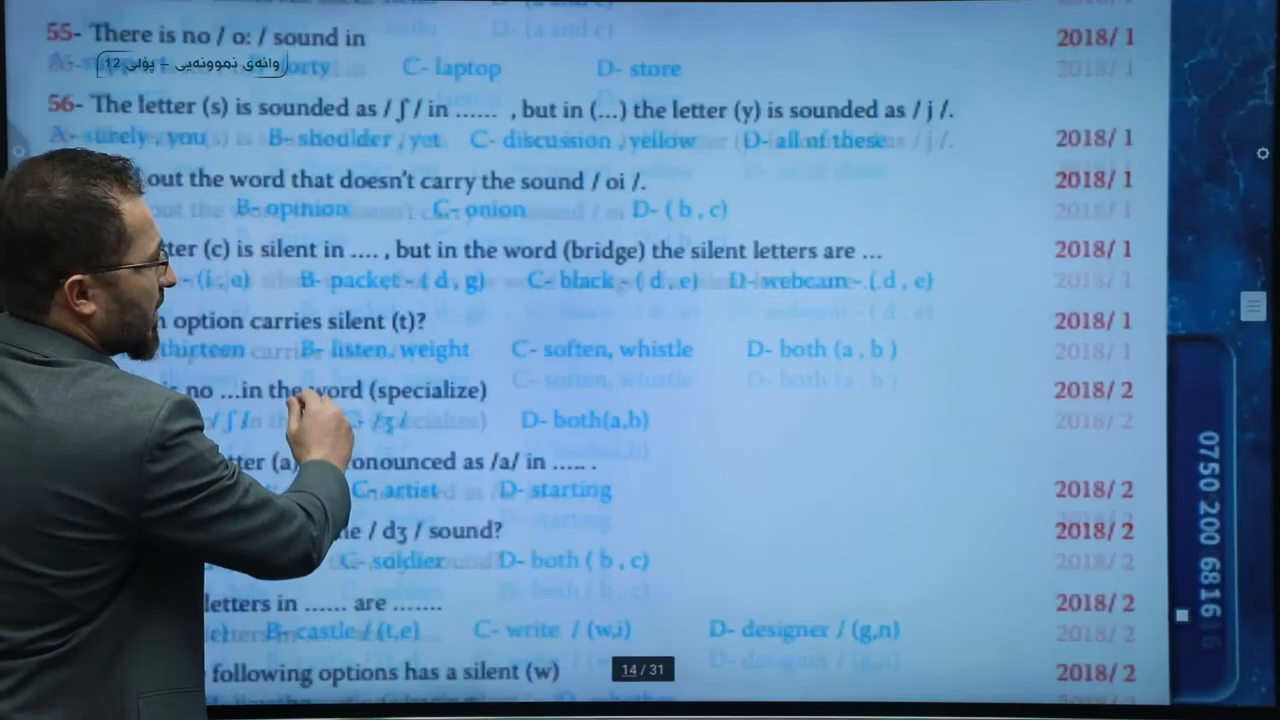 55- There is no / o: / sound in 2018/ 1
C- laptop D- store 2018/ 1
وانەی نموونەیی – پۆلی 12
56- The letter (s) is sounded as / ʃ / in ...... , but in (...) the letter (y) is sounded as / j /.
A- surely , you B- shoulder , yet C- discussion , yellow D- all of these 2018/ 1
out the word that doesn't carry the sound / oi /. 2018/ 1
B- opinion C- onion D- ( b , c) 2018/ 1
ter (c) is silent in .... , but in the word (bridge) the silent letters are ... 2018/ 1
- (i, e) B- packet - ( d , g) C- black - ( d , e) D- webcam - ( d , e) 2018/ 1
option carries silent (t)? 2018/ 1
thirteen B- listen, weight C- soften, whistle D- both (a , b ) 2018/ 1
no ...in the word (specialize) 2018/ 2
/ ʃ / C- /ʒ / D- both(a,b) 2018/ 2
ter (a) onounced as /a/ in ..... .
C- artist D- starting 2018/ 2
/ dʒ / sound? 2018/ 2
C- soldier D- both ( b , c) 2018/ 2
letters in ...... are ....... 2018/ 2
e) B- castle / (t,e) C- write / (w,i) D- designer / (g,n) 2018/ 2
following options has a silent (w) 2018/ 2
14 / 31
0750 200 6816